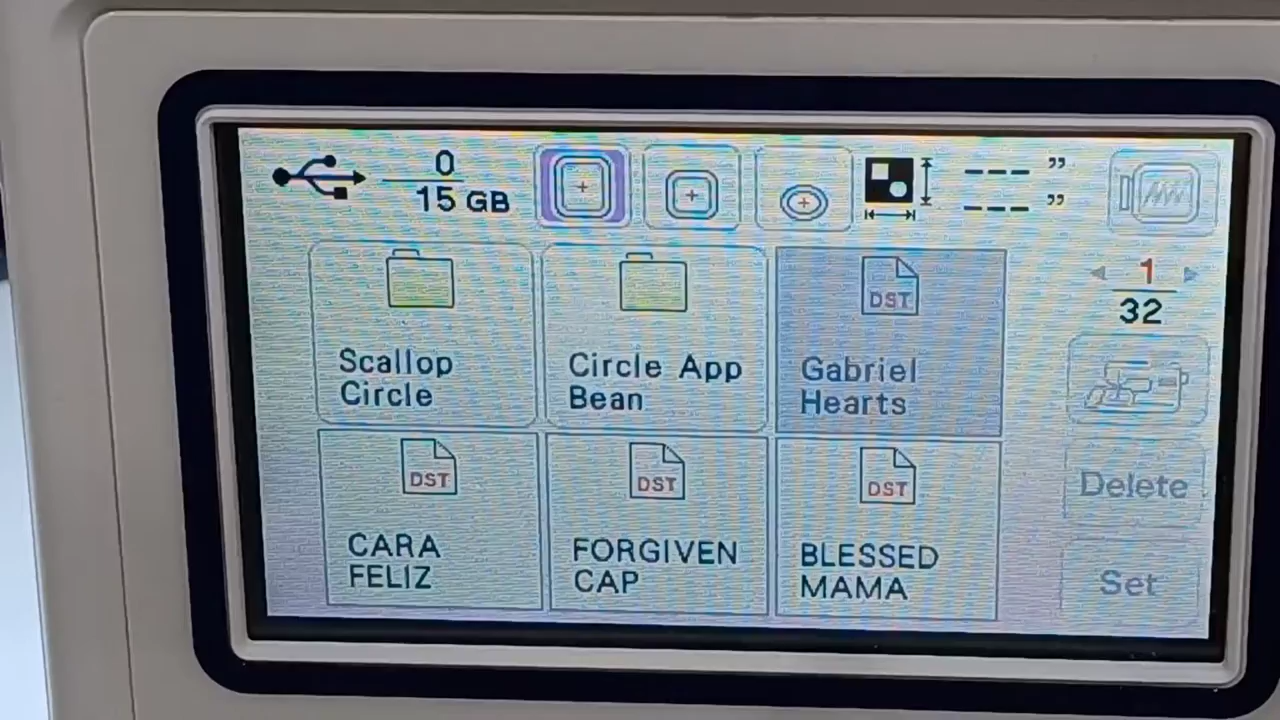 0
15 GB
--- "
--- "
1
32
Scallop
Circle
Circle App
Bean
DST
Gabriel
Hearts
DST
CARA
FELIZ
DST
FORGIVEN
CAP
DST
BLESSED
MAMA
Delete
Set